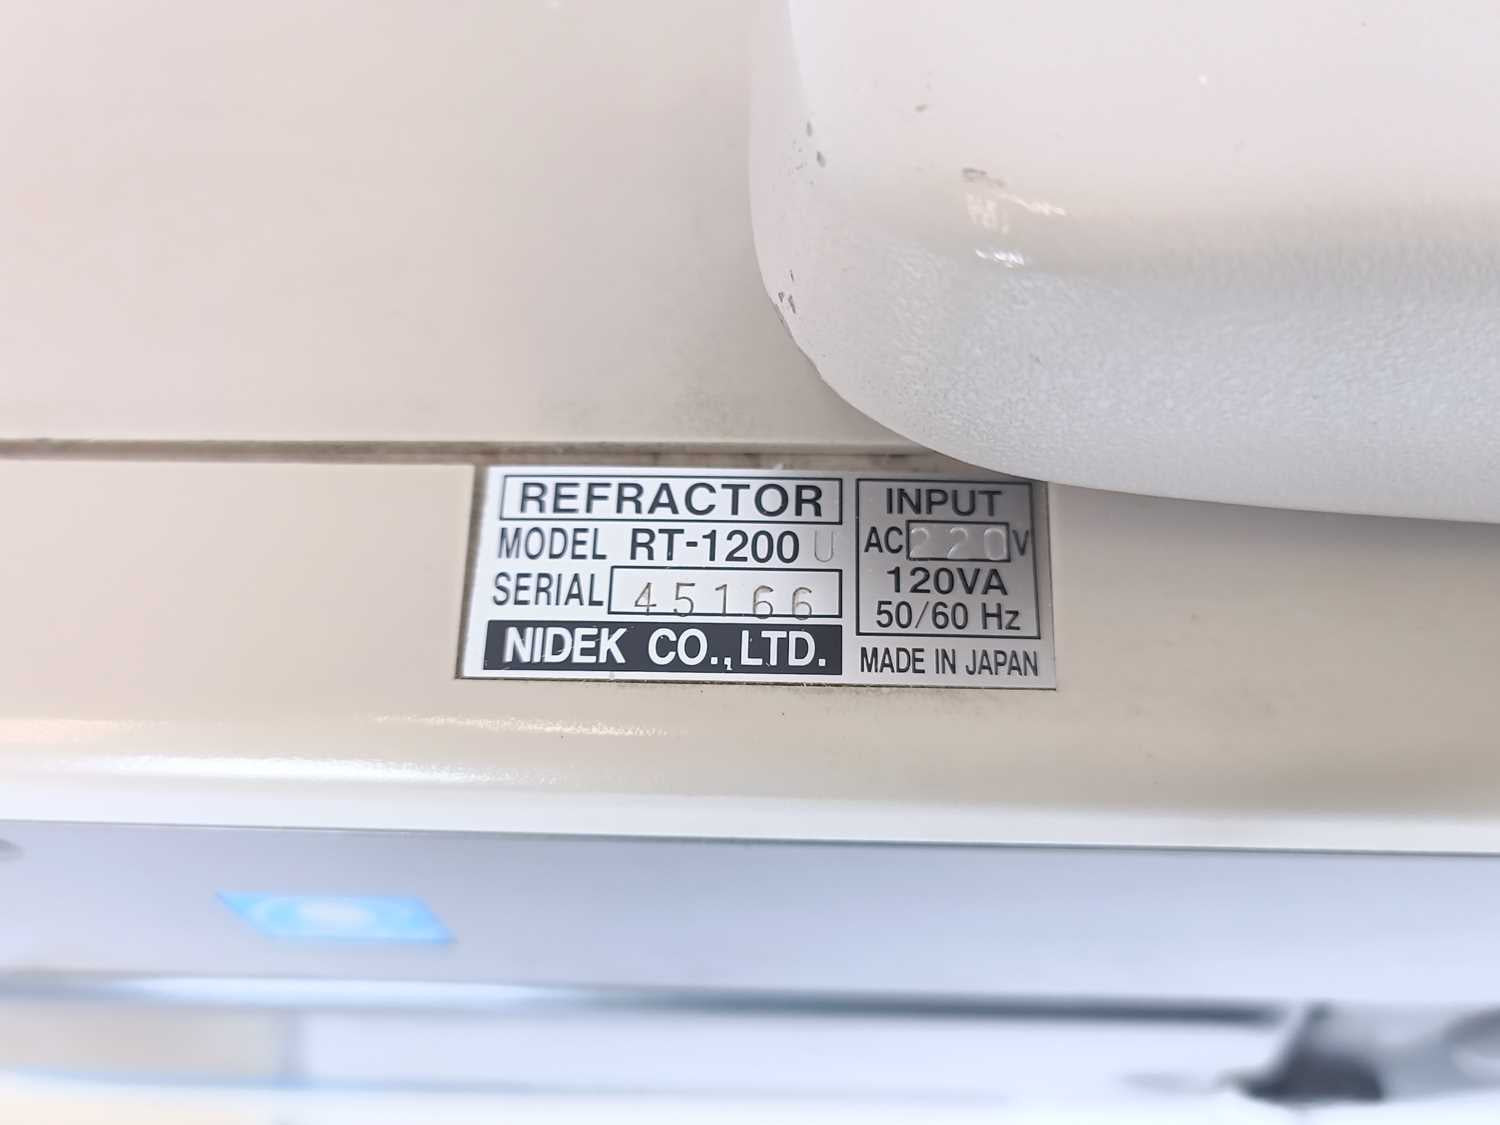 REFRACTOR
MODEL RT-1200 U
SERIAL 45166
NIDEK CO.,LTD.
INPUT
AC 220 V
120VA
50/60 Hz
MADE IN JAPAN